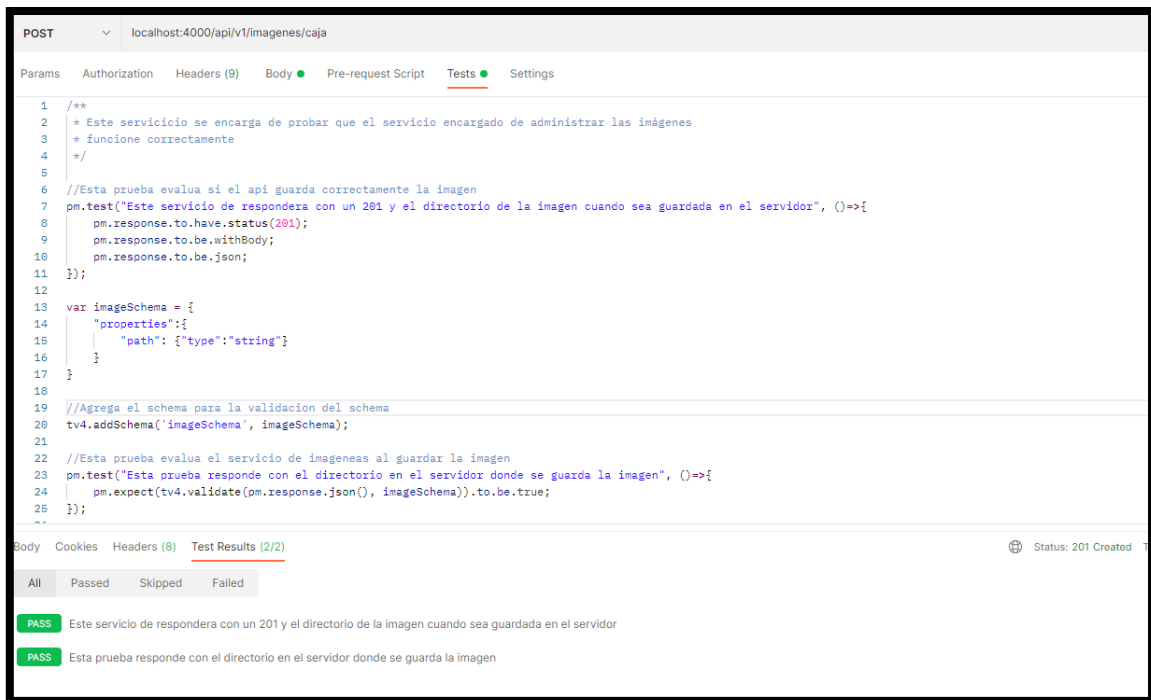 POST localhost:4000/api/v1/imagenes/caja
Params Authorization Headers (9) Body Pre-request Script Tests Settings
1 /**
2 * Este servicicio se encarga de probar que el servicio encargado de administrar las imágenes
3 * funcione correctamente
4 */
5
6 //Esta prueba evalua si el api guarda correctamente la imagen
7 pm.test("Este servicio de respondera con un 201 y el directorio de la imagen cuando sea guardada en el servidor", ()=>{
8 pm.response.to.have.status(201);
9 pm.response.to.be.withBody;
10 pm.response.to.be.json;
11 });
12
13 var imageSchema = {
14 "properties":{
15 "path": {"type":"string"}
16 }
17 }
18
19 //Agrega el schema para la validacion del schema
20 tv4.addSchema('imageSchema', imageSchema);
21
22 //Esta prueba evalua el servicio de imageneas al guardar la imagen
23 pm.test("Esta prueba responde con el directorio en el servidor donde se guarda la imagen", ()=>{
24 pm.expect(tv4.validate(pm.response.json(), imageSchema)).to.be.true;
25 });
Body Cookies Headers (8) Test Results (2/2) Status: 201 Created
All Passed Skipped Failed
PASS Este servicio de respondera con un 201 y el directorio de la imagen cuando sea guardada en el servidor
PASS Esta prueba responde con el directorio en el servidor donde se guarda la imagen